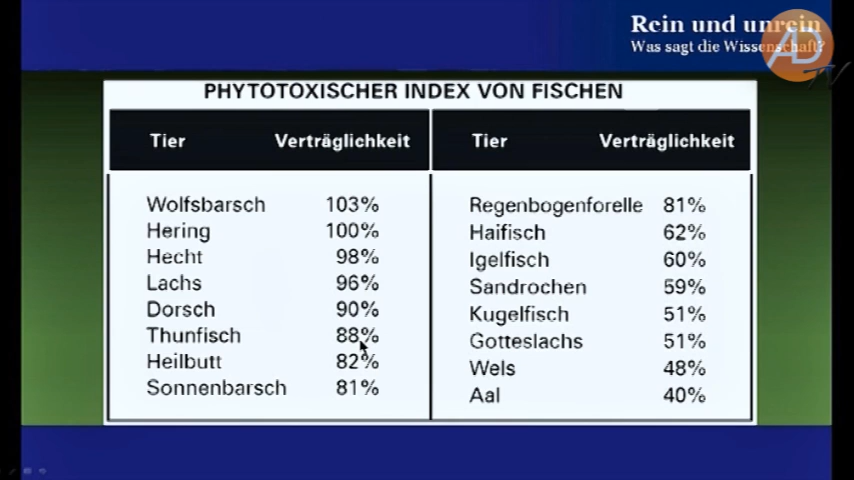 Rein und unrein
Was sagt die Wissenschaft?
AD
TV
PHYTOTOXISCHER INDEX VON FISCHEN
Tier Verträglichkeit
Wolfsbarsch 103%
Hering 100%
Hecht 98%
Lachs 96%
Dorsch 90%
Thunfisch 88%
Heilbutt 82%
Sonnenbarsch 81%
Tier Verträglichkeit
Regenbogenforelle 81%
Haifisch 62%
Igelfisch 60%
Sandrochen 59%
Kugelfisch 51%
Gotteslachs 51%
Wels 48%
Aal 40%